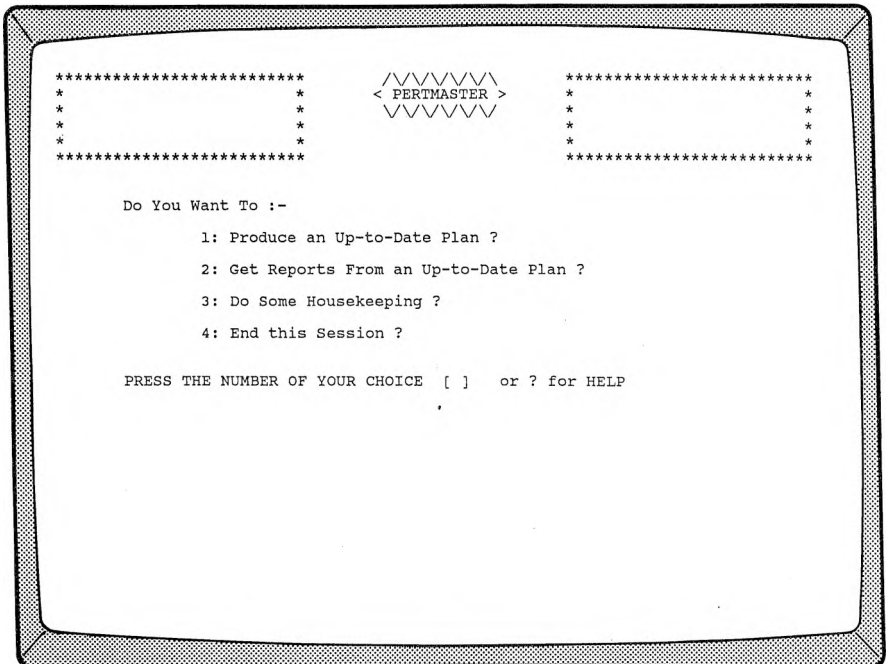 *************************          /\/\/\/\/\/\          *************************
*                       *         < PERTMASTER >         *                       *
*                       *          \/\/\/\/\/\/          *                       *
*                       *                                *                       *
*                       *                                *                       *
*************************                                *************************
Do You Want To :-
1: Produce an Up-to-Date Plan ?
2: Get Reports From an Up-to-Date Plan ?
3: Do Some Housekeeping ?
4: End this Session ?
PRESS THE NUMBER OF YOUR CHOICE [ ] or ? for HELP